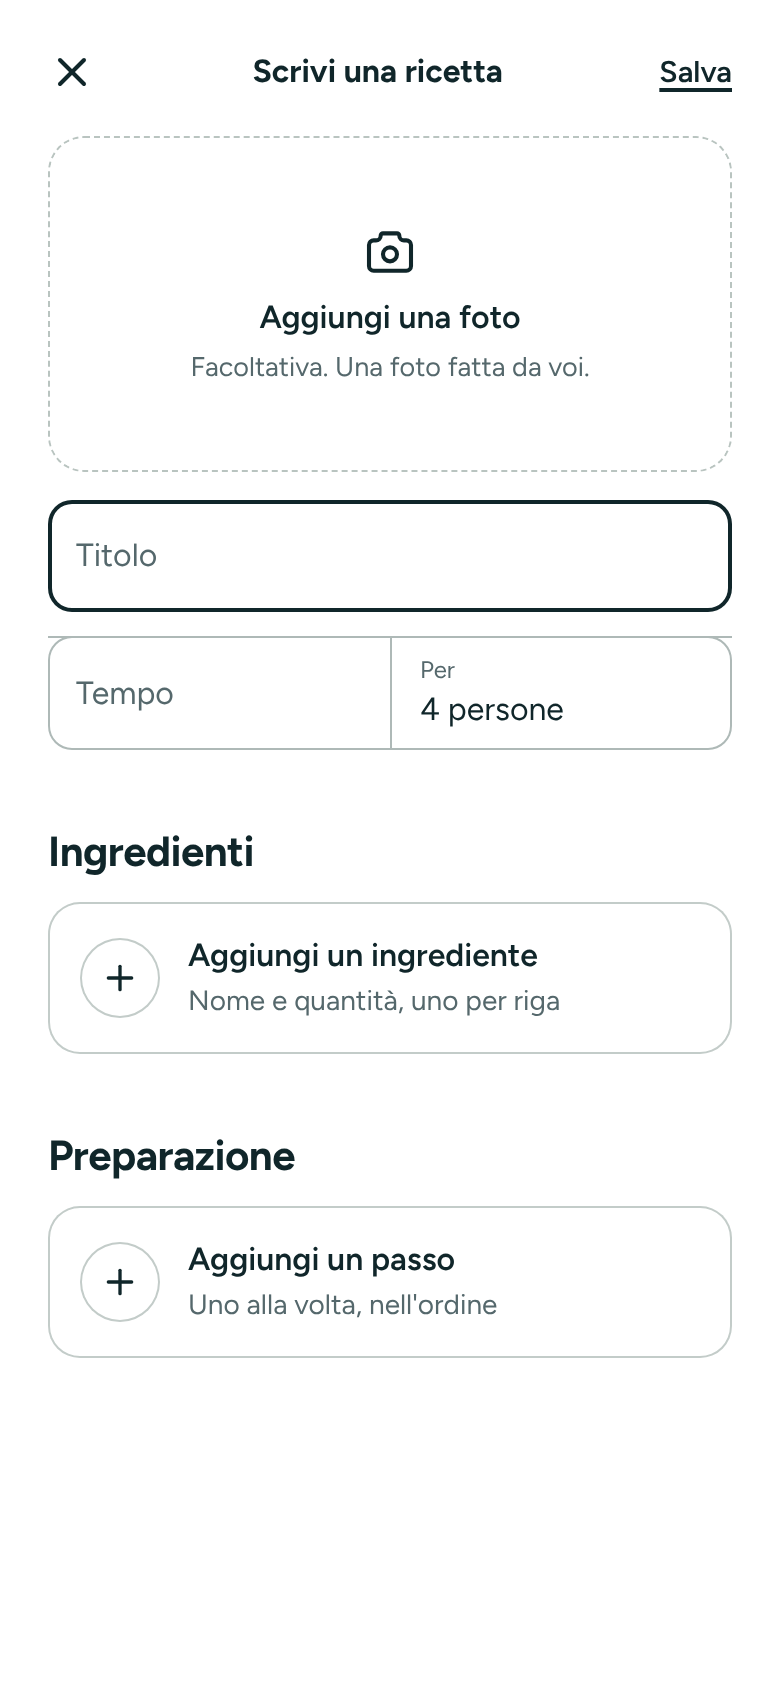 Scrivi una ricetta
Salva
Aggiungi una foto
Facoltativa. Una foto fatta da voi.
Titolo
Tempo
Per
4 persone
Ingredienti
Aggiungi un ingrediente
Nome e quantità, uno per riga
Preparazione
Aggiungi un passo
Uno alla volta, nell'ordine